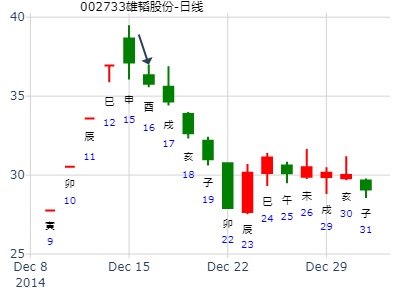 002733雄韬股份-日线
40
35
30
25
寅
9
卯
10
辰
11
巳
12
申
15
酉
16
戌
17
亥
18
子
19
卯
22
辰
23
巳
24
午
25
未
26
戌
29
亥
30
子
31
Dec 8
2014
Dec 15
Dec 22
Dec 29